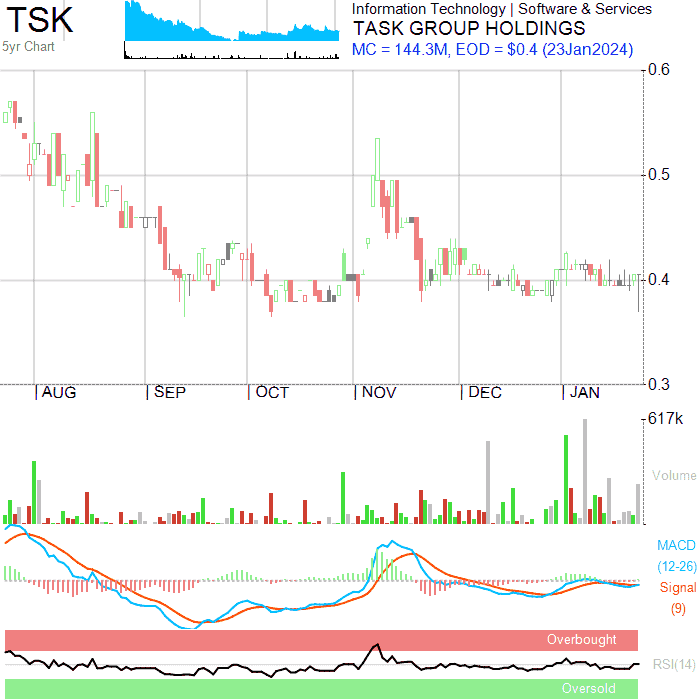 TSK
5yr Chart
Information Technology | Software & Services
TASK GROUP HOLDINGS
MC = 144.3M, EOD = $0.4 (23Jan2024)
0.6
0.5
0.4
0.3
AUG
SEP
OCT
NOV
DEC
JAN
617k
Volume
MACD
(12-26)
Signal
(9)
Overbought
RSI(14)
Oversold